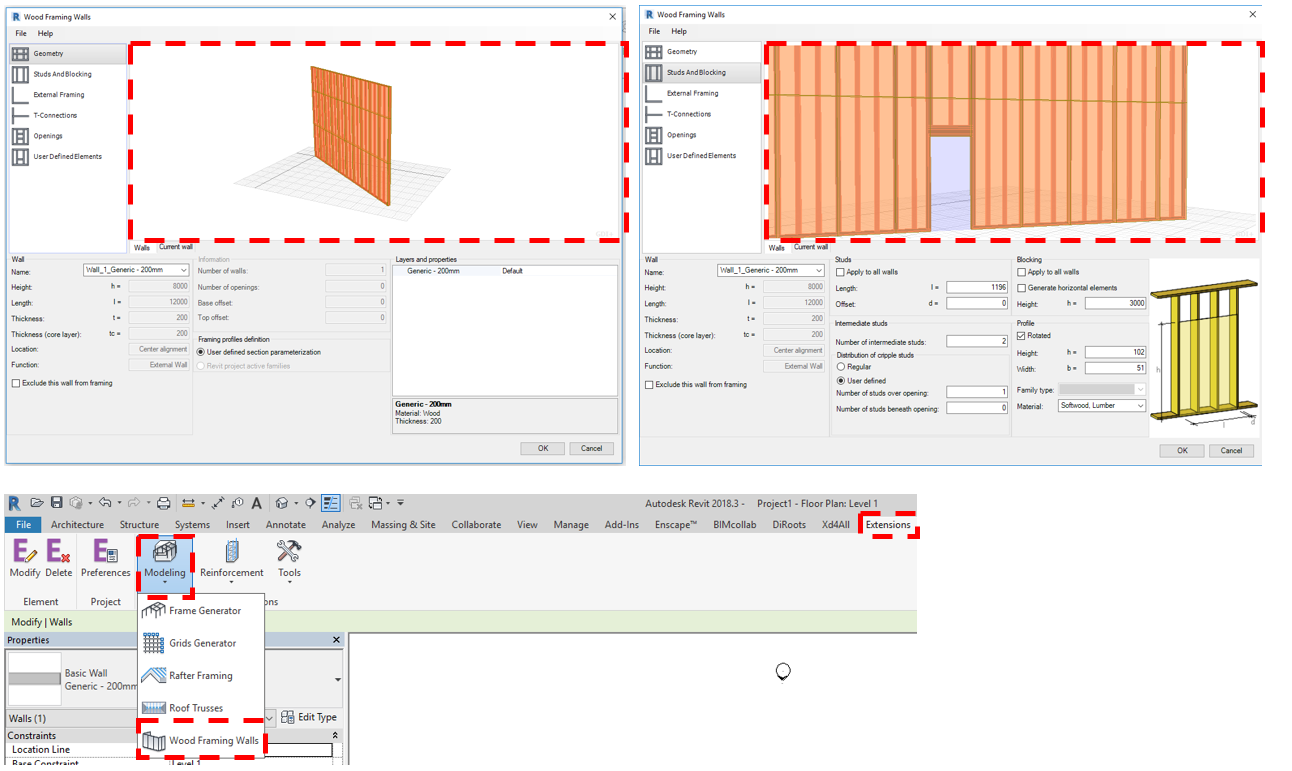 Wood Framing Walls
File Help
Geometry
Studs And Blocking
External Framing
T-Connections
Openings
User Defined Elements
Walls Current wall
Wall
Name: Wall_1_Generic - 200mm
Height: h = 8000
Length: l = 12000
Thickness: t = 200
Thickness (core layer): tc = 200
Location: Center alignment
Function: External Wall
Exclude this wall from framing
Information
Number of walls: 1
Number of openings: 0
Base offset: 0
Top offset: 0
Framing profiles definition
User defined section parameterization
Revit project active families
Layers and properties
Generic - 200mm Default
Generic - 200mm
Material: Wood
Thickness: 200
OK Cancel
Wood Framing Walls
File Help
Geometry
Studs And Blocking
External Framing
T-Connections
Openings
User Defined Elements
Walls Current wall
Wall
Name: Wall_1_Generic - 200mm
Height: h = 8000
Length: l = 12000
Thickness: t = 200
Thickness (core layer): tc = 200
Location: Center alignment
Function: External Wall
Exclude this wall from framing
Studs
Apply to all walls
Length: l = 1196
Offset: d = 0
Intermediate studs
Number of intermediate studs: 2
Distribution of cripple studs
Regular
User defined
Number of studs over opening: 1
Number of studs beneath opening: 0
Blocking
Apply to all walls
Generate horizontal elements
Height: h = 3000
Profile
Rotated
Height: h = 102
Width: b = 51
Family type:
Material: Softwood, Lumber
h
l
d
OK Cancel
Autodesk Revit 2018.3 - Project1 - Floor Plan: Level 1
File Architecture Structure Systems Insert Annotate Analyze Massing & Site Collaborate View Manage Add-Ins Enscape™ BIMcollab DiRoots Xd4All Extensions
Modify Delete Preferences Modeling Reinforcement Tools
Element Project ons
Frame Generator
Grids Generator
Rafter Framing
Roof Trusses
Wood Framing Walls
Modify | Walls
Properties
Basic Wall
Generic - 200mm
Walls (1) Edit Type
Constraints
Location Line
Base Constraint Level 1